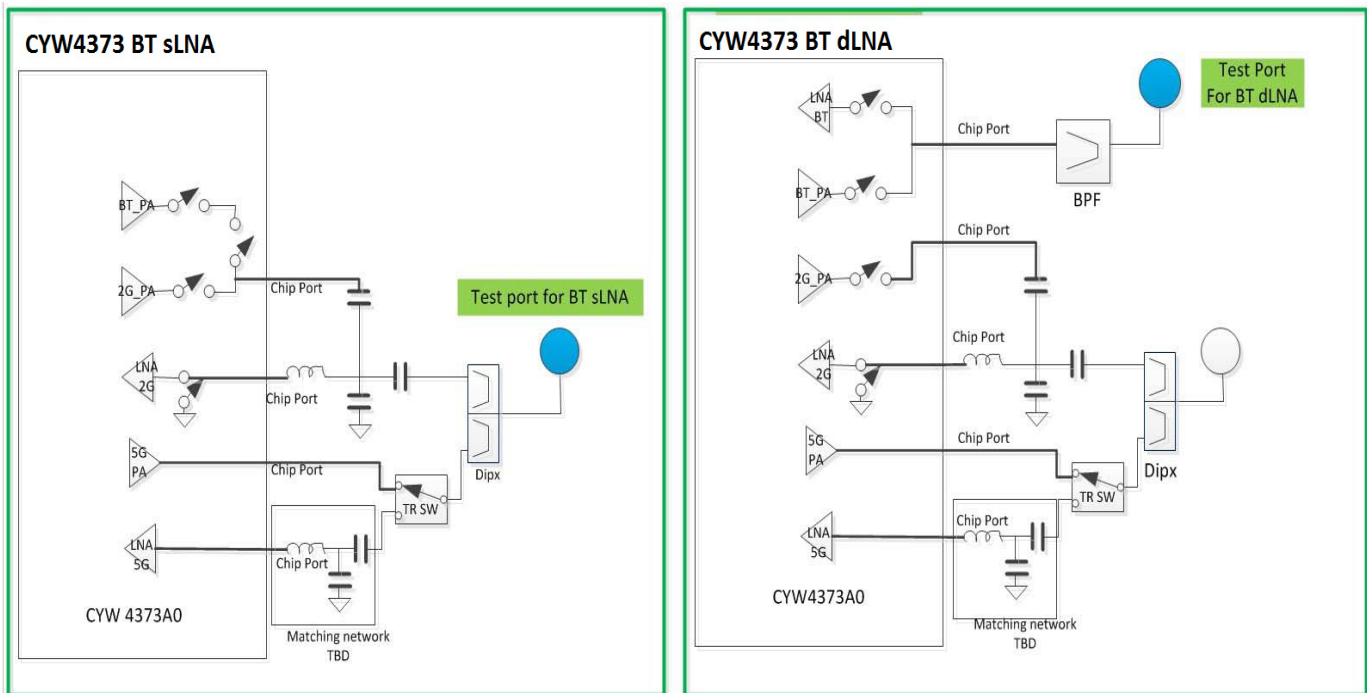 CYW4373 BT sLNA
BT_PA
2G_PA
Chip Port
Test port for BT sLNA
LNA
2G
Chip Port
5G
PA
Chip Port
Dipx
TR SW
LNA
5G
Chip Port
CYW 4373A0
Matching network
TBD
CYW4373 BT dLNA
Test Port
For BT dLNA
LNA
BT
Chip Port
BT_PA
BPF
Chip Port
2G_PA
Chip Port
LNA
2G
5G
PA
Chip Port
Dipx
TR SW
Chip Port
LNA
5G
CYW4373A0
Matching network
TBD